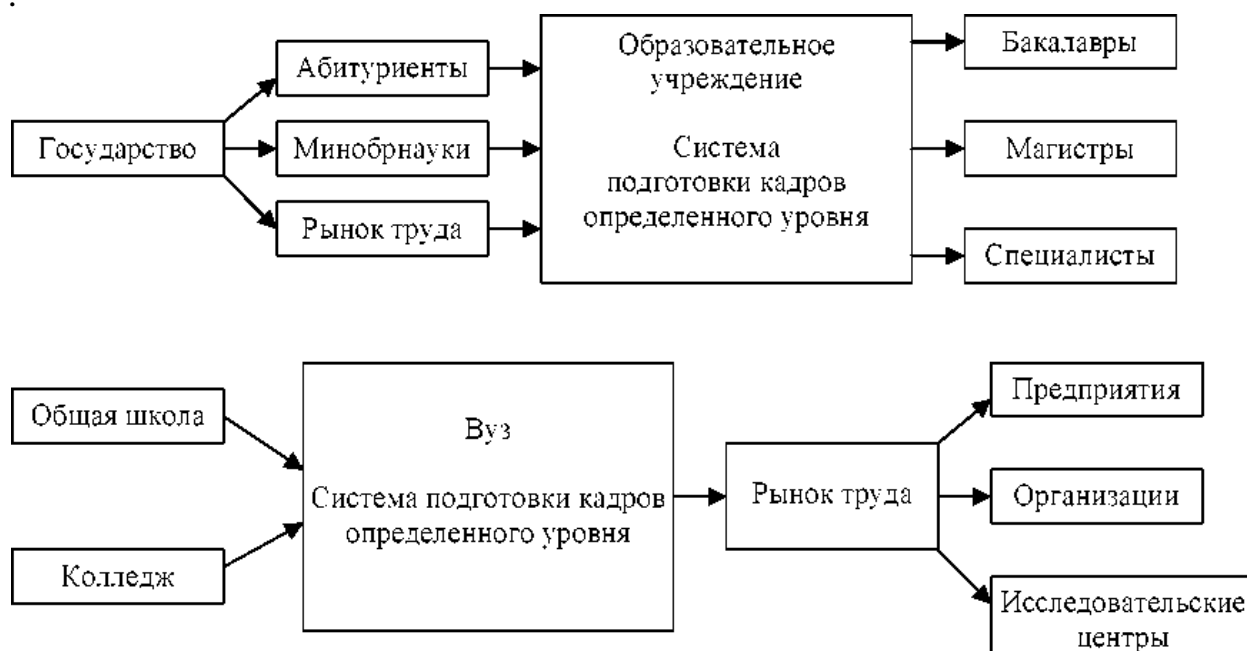 Государство
Абитуриенты
Минобрнауки
Рынок труда
Образовательное
учреждение
Система
подготовки кадров
определенного уровня
Бакалавры
Магистры
Специалисты
Общая школа
Колледж
Вуз
Система подготовки кадров
определенного уровня
Рынок труда
Предприятия
Организации
Исследовательские
центры